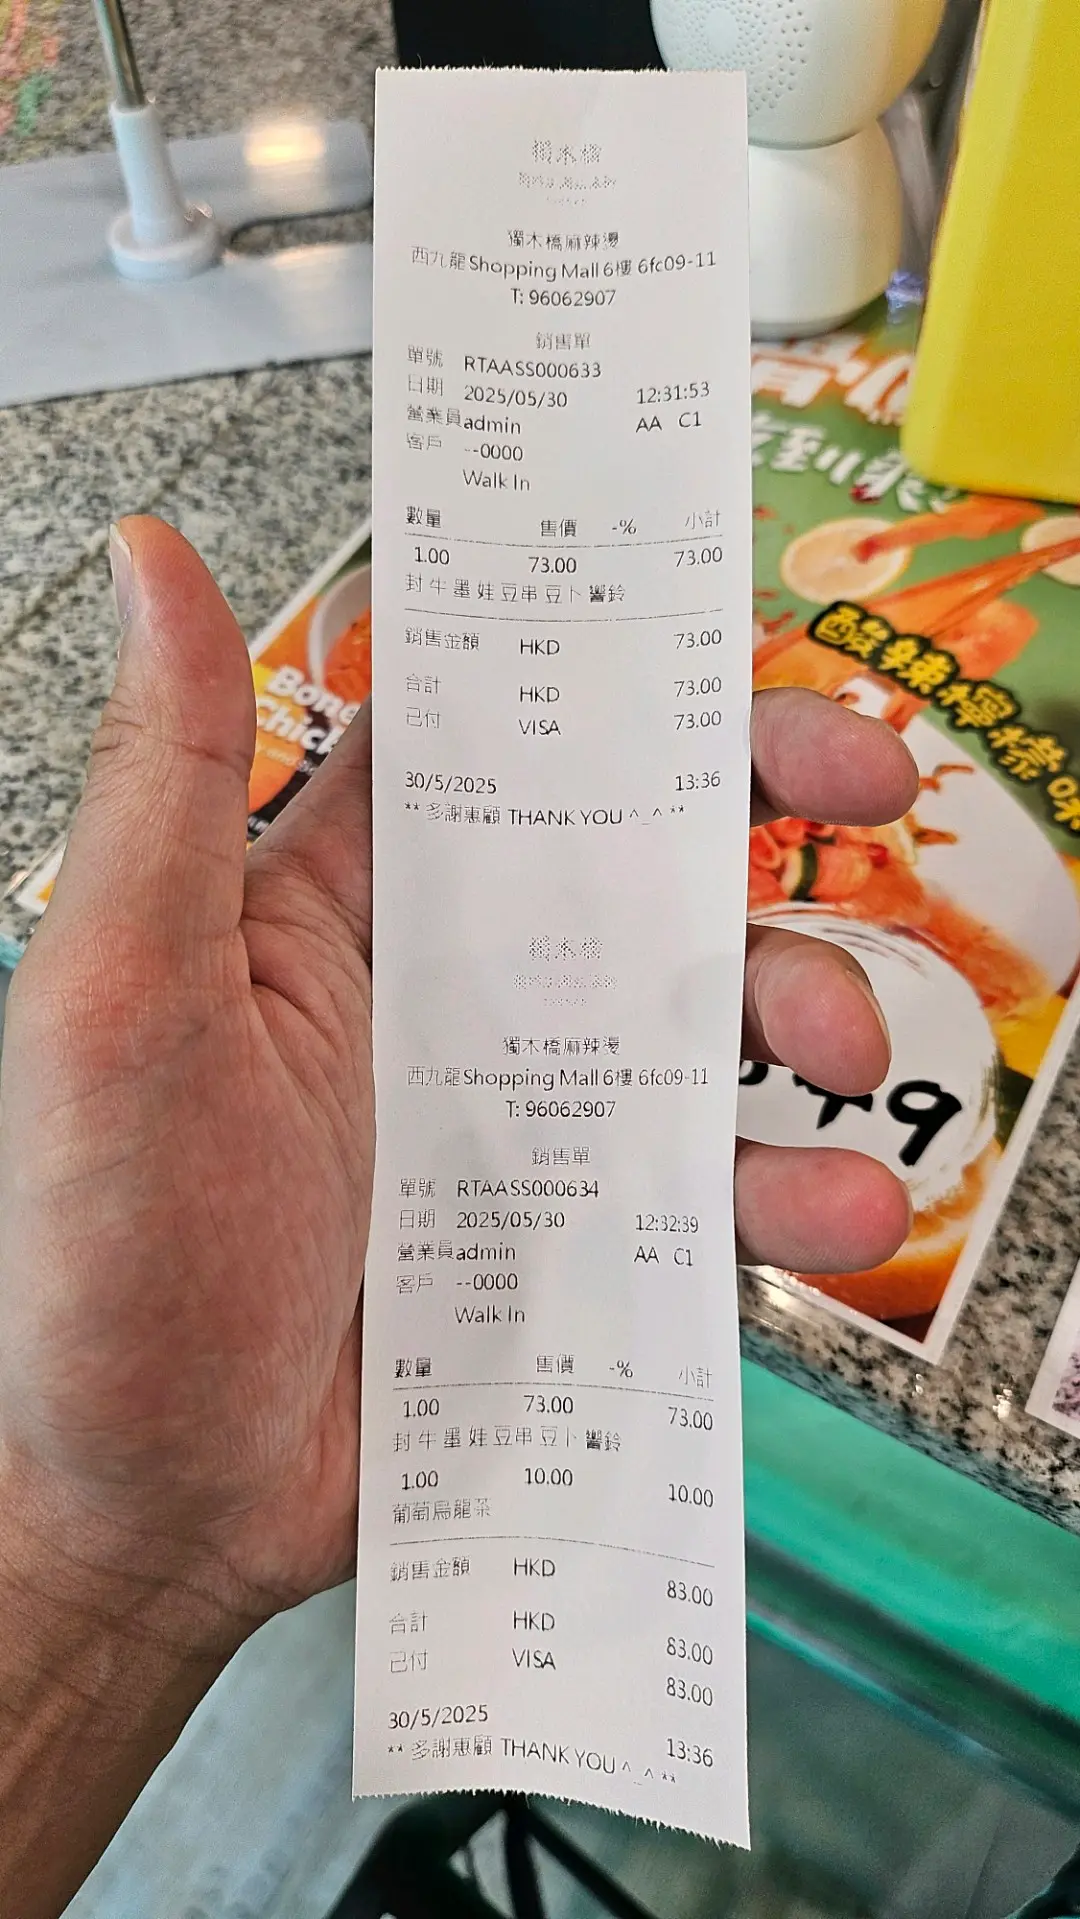 獨木橋
獨木橋麻辣燙
西九龍Shopping Mall 6樓 6fc09-11
T: 96062907
銷售單
單號 RTAASS000633
日期 2025/05/30 12:31:53
營業員admin AA C1
客戶 --0000
Walk In
數量 售價 -% 小計
1.00 73.00 73.00
封 牛 墨 娃 豆串 豆卜 響鈴
銷售金額 HKD 73.00
合計 HKD 73.00
已付 VISA 73.00
30/5/2025 13:36
** 多謝惠顧 THANK YOU ^_^ **
獨木橋
獨木橋麻辣燙
西九龍Shopping Mall 6樓 6fc09-11
T: 96062907
銷售單
單號 RTAASS000634
日期 2025/05/30 12:32:39
營業員admin AA C1
客戶 --0000
Walk In
數量 售價 -% 小計
1.00 73.00 73.00
封 牛 墨 娃 豆串 豆卜 響鈴
1.00 10.00 10.00
葡萄烏龍茶
銷售金額 HKD 83.00
合計 HKD 83.00
已付 VISA 83.00
30/5/2025 13:36
** 多謝惠顧 THANK YOU ^_^ **
酸辣檸檬